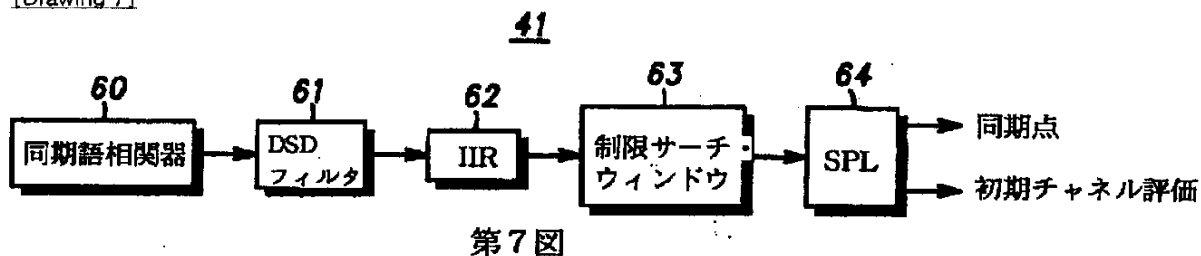 [Drawing 7]
41
60
同期語相関器
61
DSD
フィルタ
62
IIR
63
制限サーチ
ウィンドウ
64
SPL
同期点
初期チャネル評価
第7図